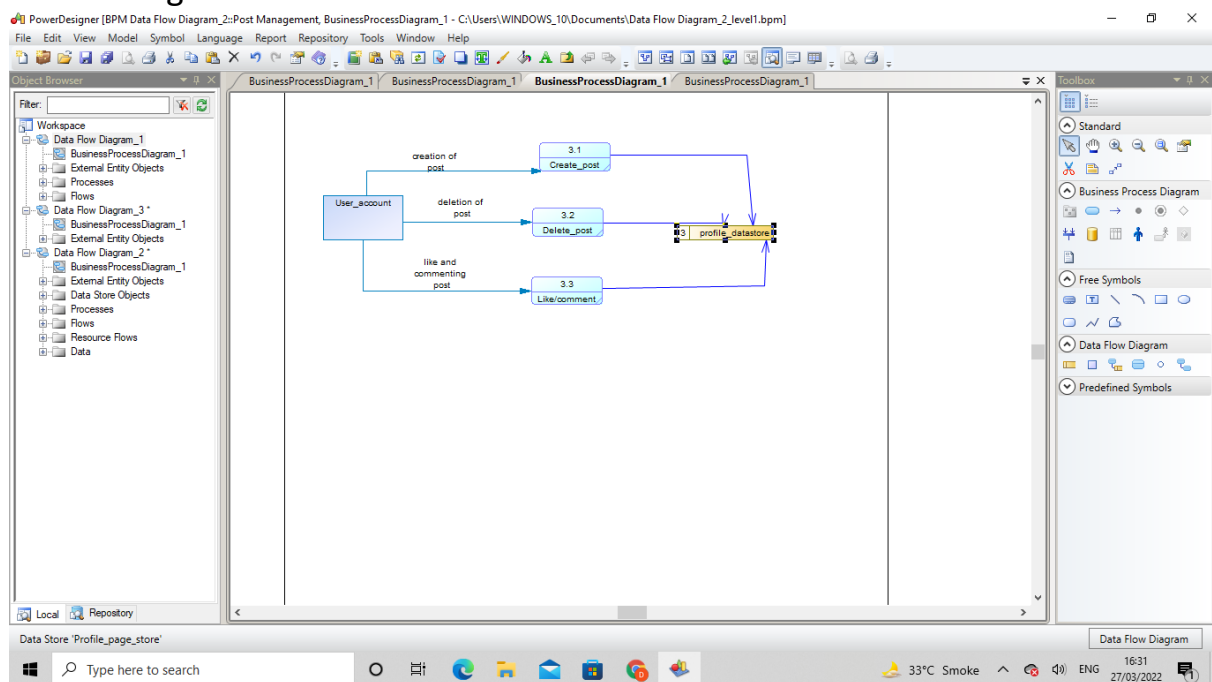 PowerDesigner [BPM Data Flow Diagram_2::Post Management, BusinessProcessDiagram_1 - C:\Users\WINDOWS_10\Documents\Data Flow Diagram_2_level1.bpm]
File Edit View Model Symbol Language Report Repository Tools Window Help
Object Browser
BusinessProcessDiagram_1 BusinessProcessDiagram_1 BusinessProcessDiagram_1 BusinessProcessDiagram_1
Toolbox
Filter:
Workspace
Data Flow Diagram_1
BusinessProcessDiagram_1
External Entity Objects
Processes
Flows
Data Flow Diagram_3 *
BusinessProcessDiagram_1
External Entity Objects
Data Flow Diagram_2 *
BusinessProcessDiagram_1
External Entity Objects
Data Store Objects
Processes
Flows
Resource Flows
Data
creation of
post
3.1
Create_post
User_account
deletion of
post
3.2
Delete_post
3 profile_datastore
like and
commenting
post
3.3
Like/comment
Standard
Business Process Diagram
Free Symbols
Data Flow Diagram
Predefined Symbols
Local Repository
Data Store 'Profile_page_store'
Data Flow Diagram
Type here to search
33°C Smoke
ENG
16:31
27/03/2022